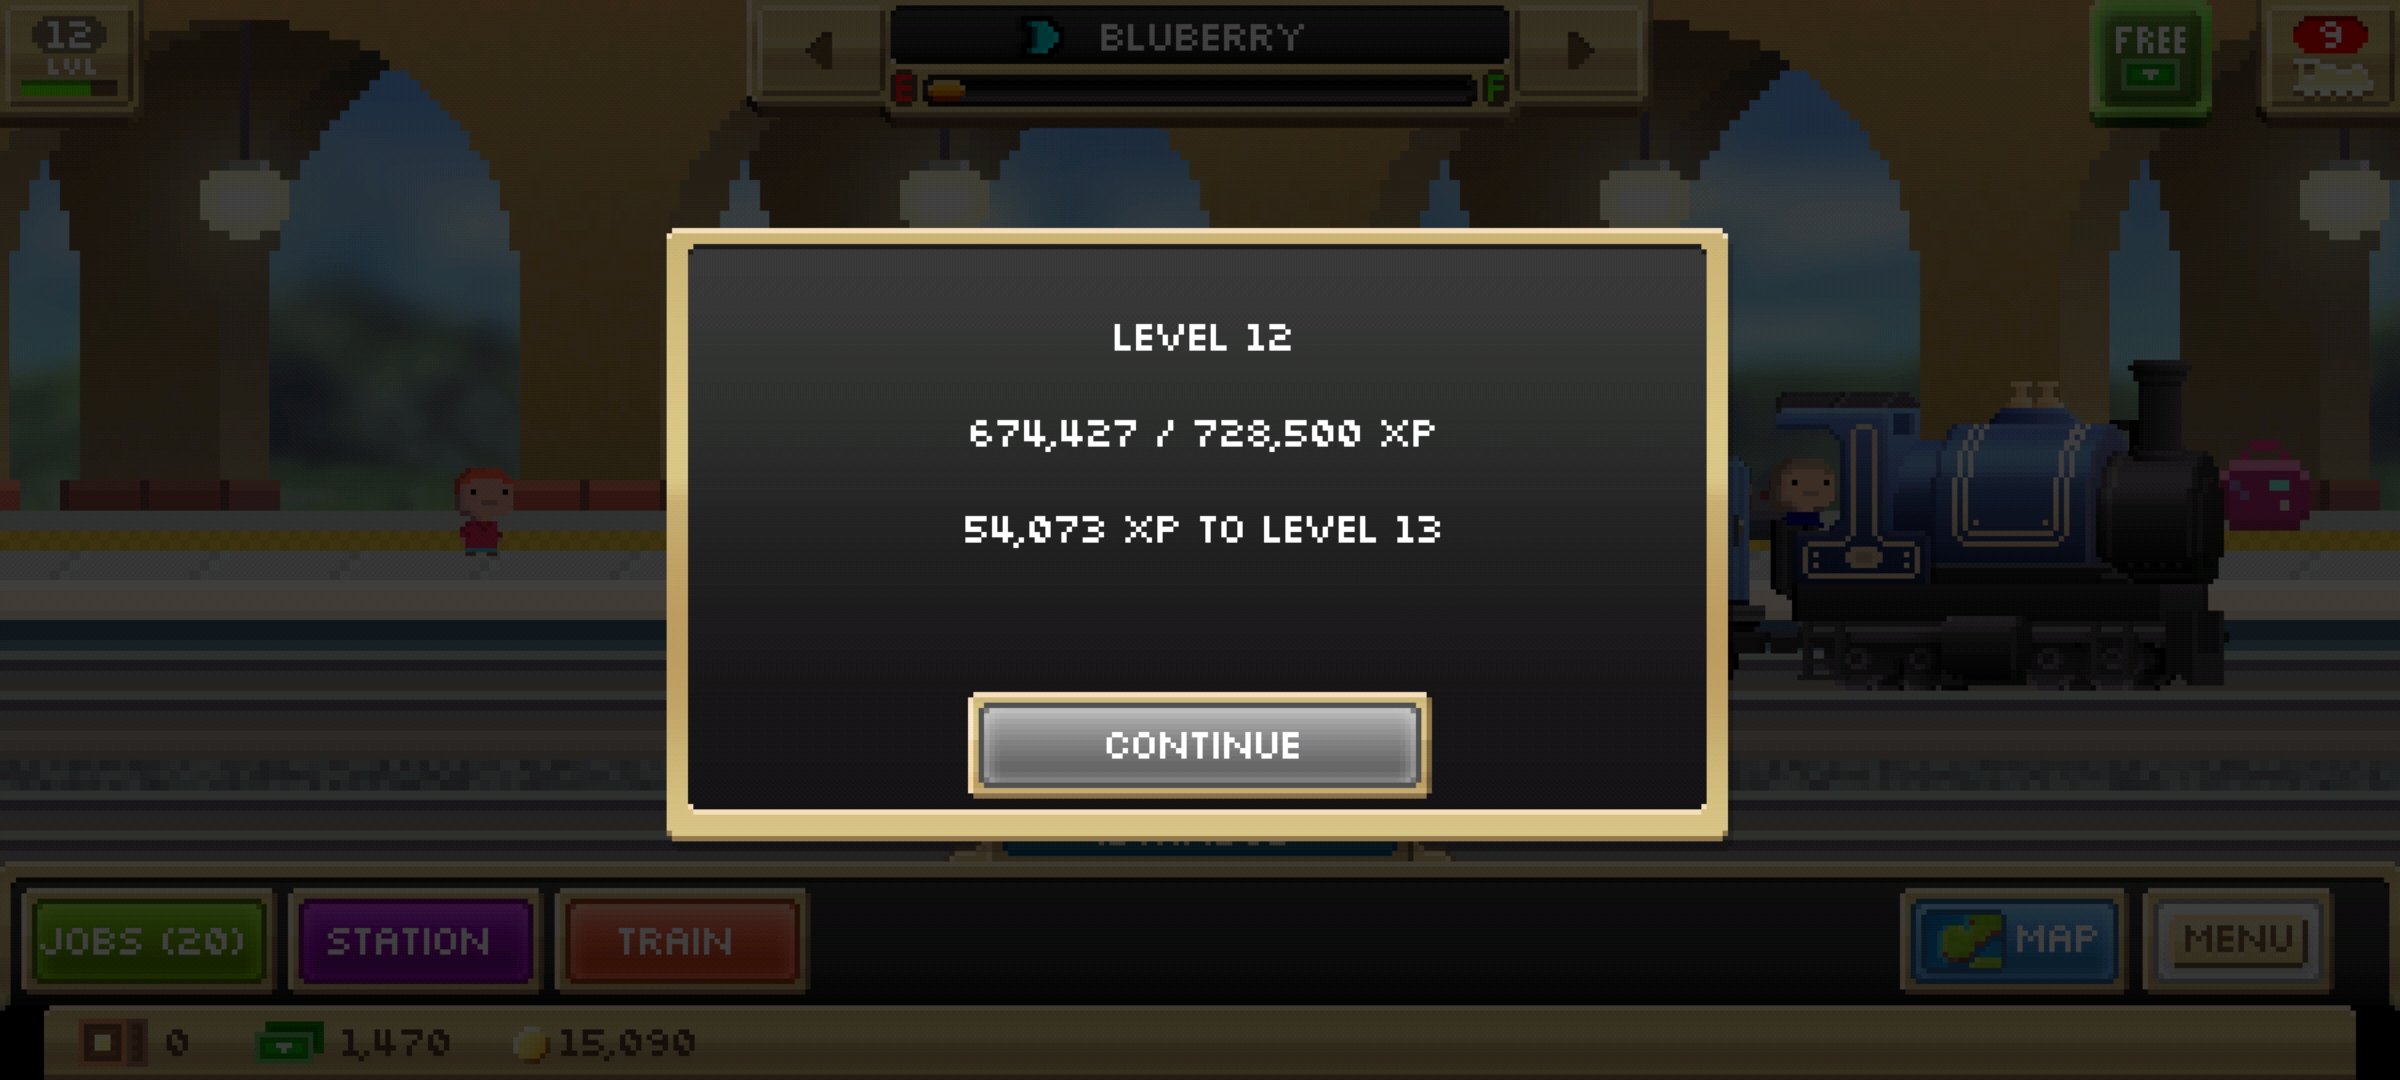 12
LVL
BLUBERRY
E F
FREE
9
LEVEL 12
674,427 / 728,500 XP
54,073 XP TO LEVEL 13
CONTINUE
JOBS (20)
STATION
TRAIN
MAP
MENU
0
1,470
15,090